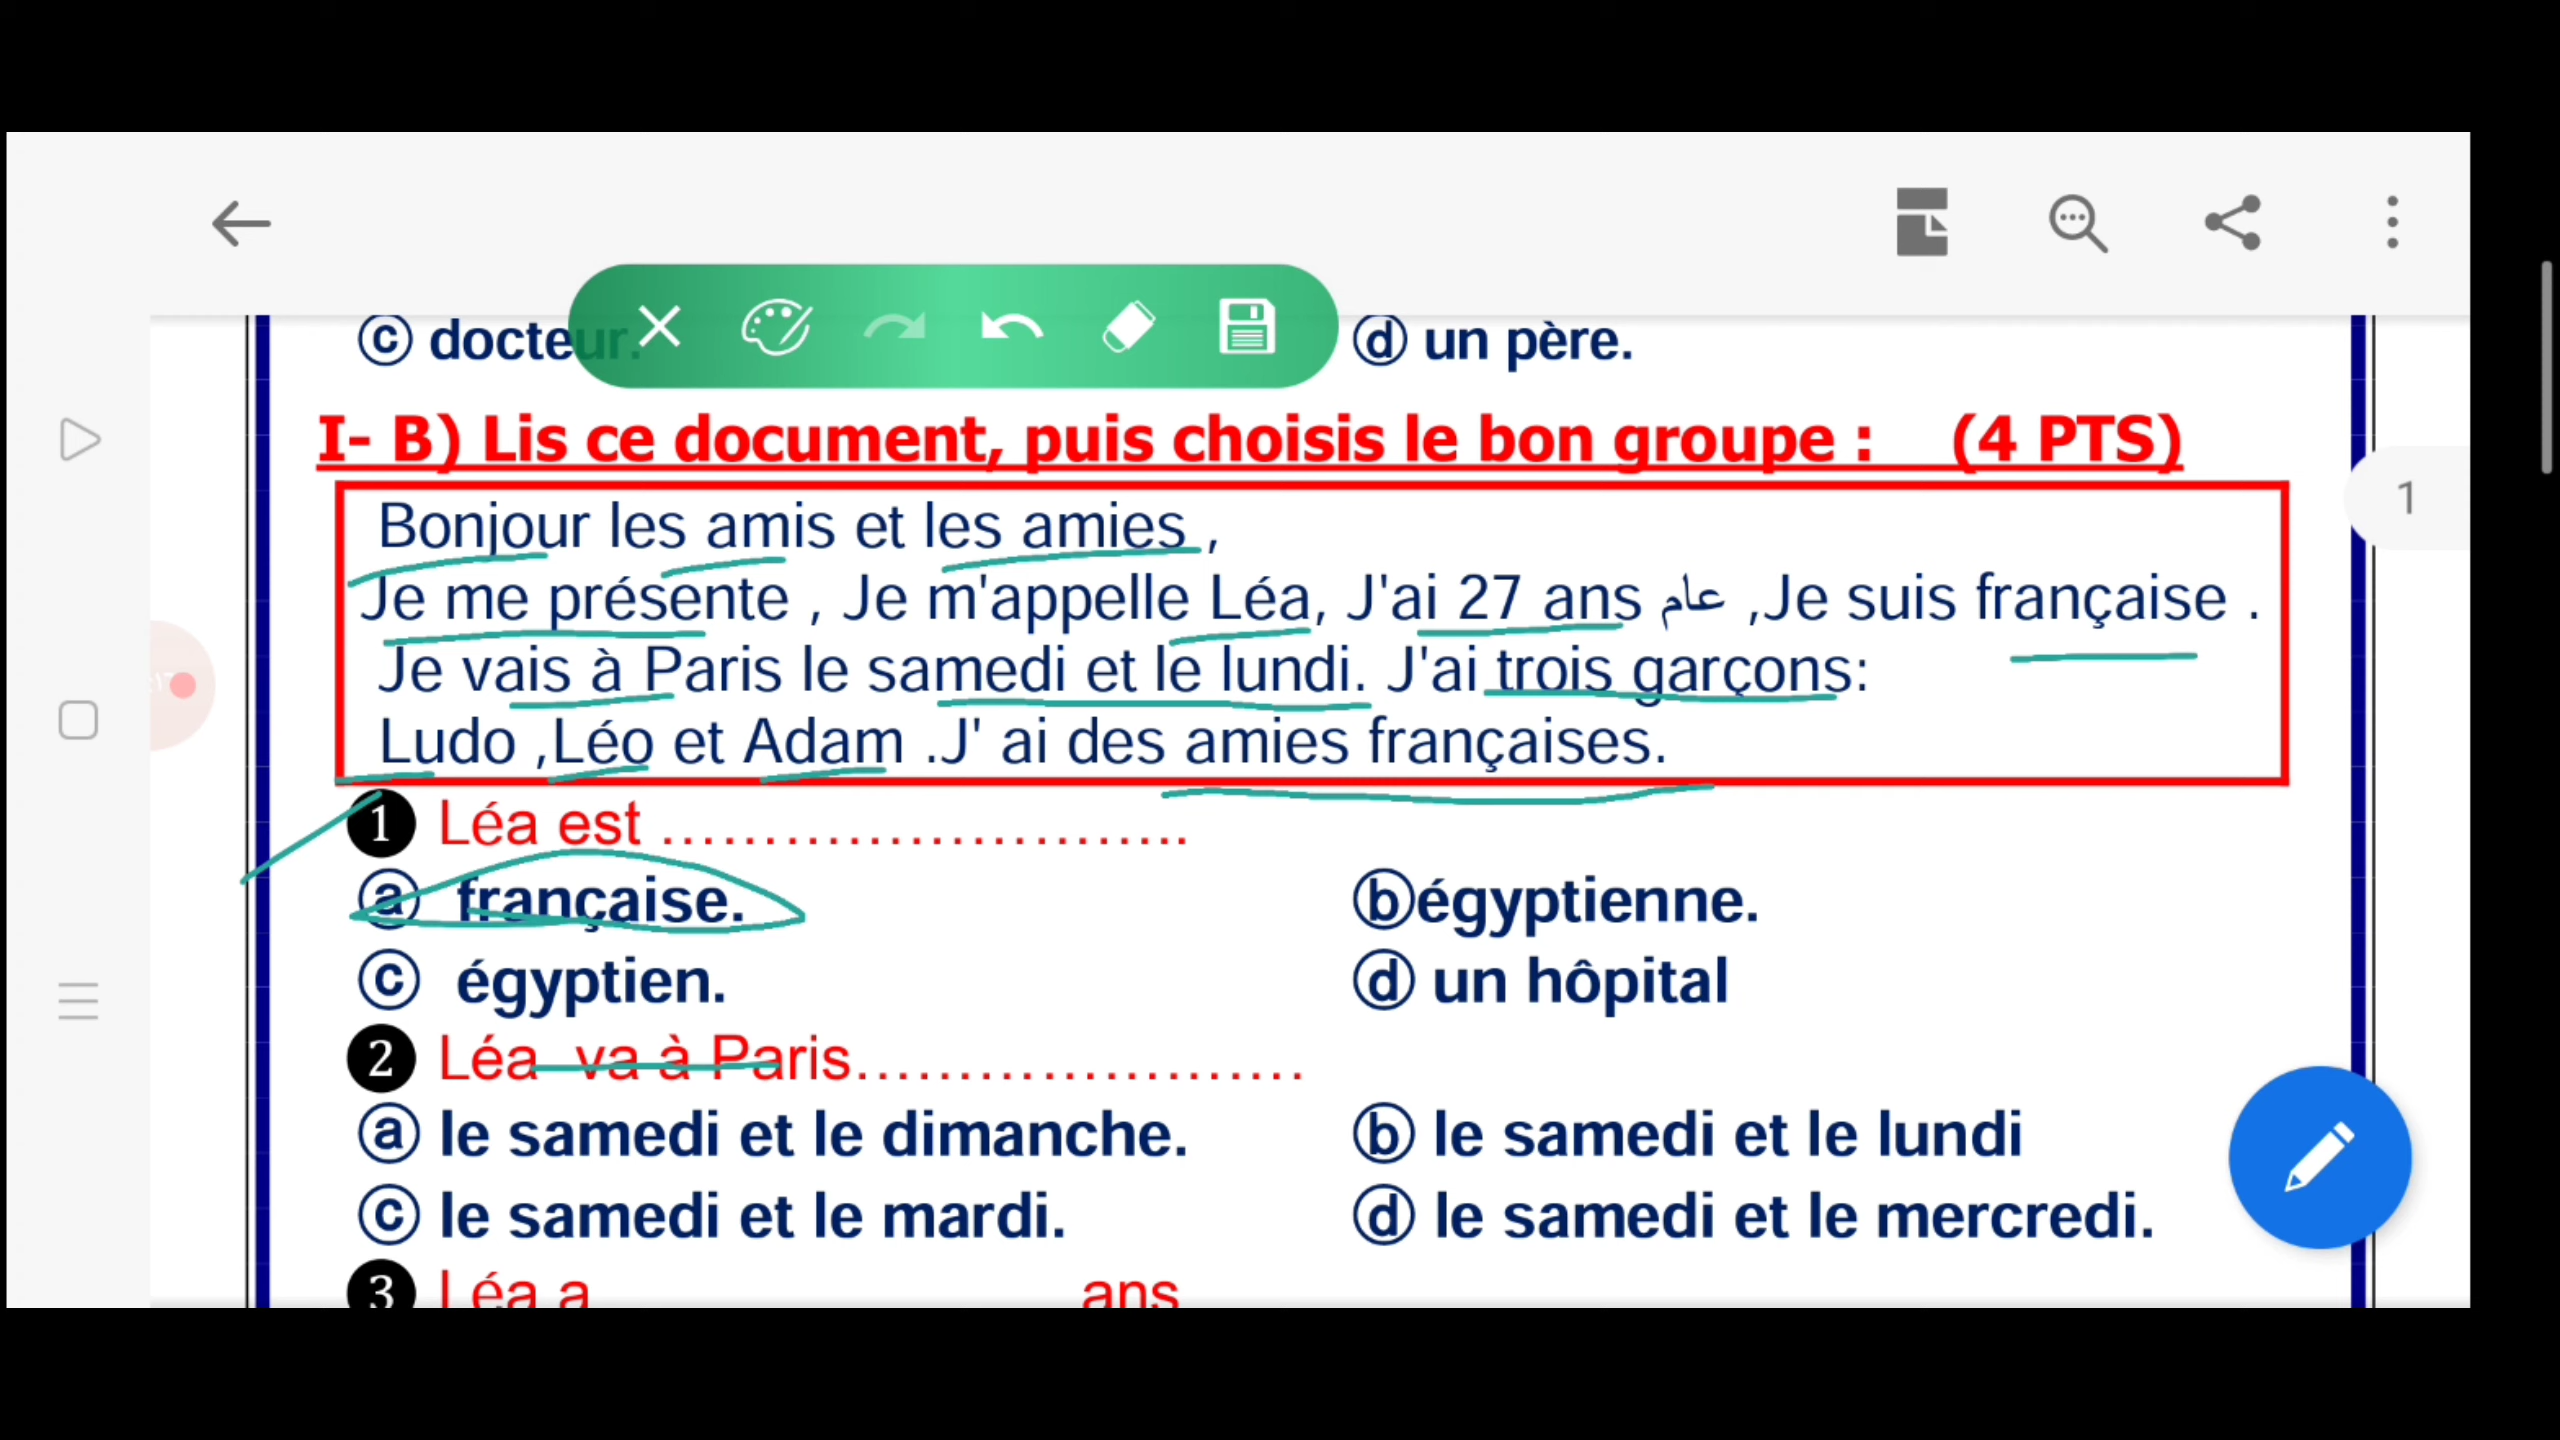 ⓒ docteur.
ⓓ un père.
I- B) Lis ce document, puis choisis le bon groupe : (4 PTS)
1
Bonjour les amis et les amies ,
Je me présente , Je m'appelle Léa, J'ai 27 ans عام ,Je suis française .
Je vais à Paris le samedi et le lundi. J'ai trois garçons:
Ludo ,Léo et Adam .J' ai des amies françaises.
❶ Léa est ..........................
ⓐ française.
ⓑégyptienne.
ⓒ égyptien.
ⓓ un hôpital
❷ Léa va à Paris......................
ⓐ le samedi et le dimanche.
ⓑ le samedi et le lundi
ⓒ le samedi et le mardi.
ⓓ le samedi et le mercredi.
❸ Léa a ans